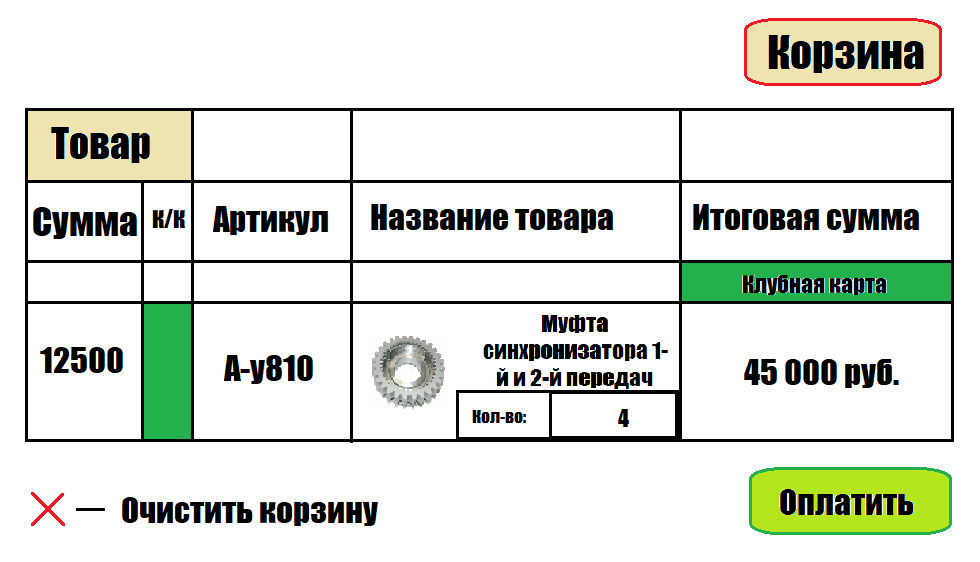 Корзина
Товар
Сумма К/К Артикул Название товара Итоговая сумма
Клубная карта
12500 А-у810 Муфта
синхронизатора 1-
й и 2-й передач 45 000 руб.
Кол-во: 4
Очистить корзину
Оплатить